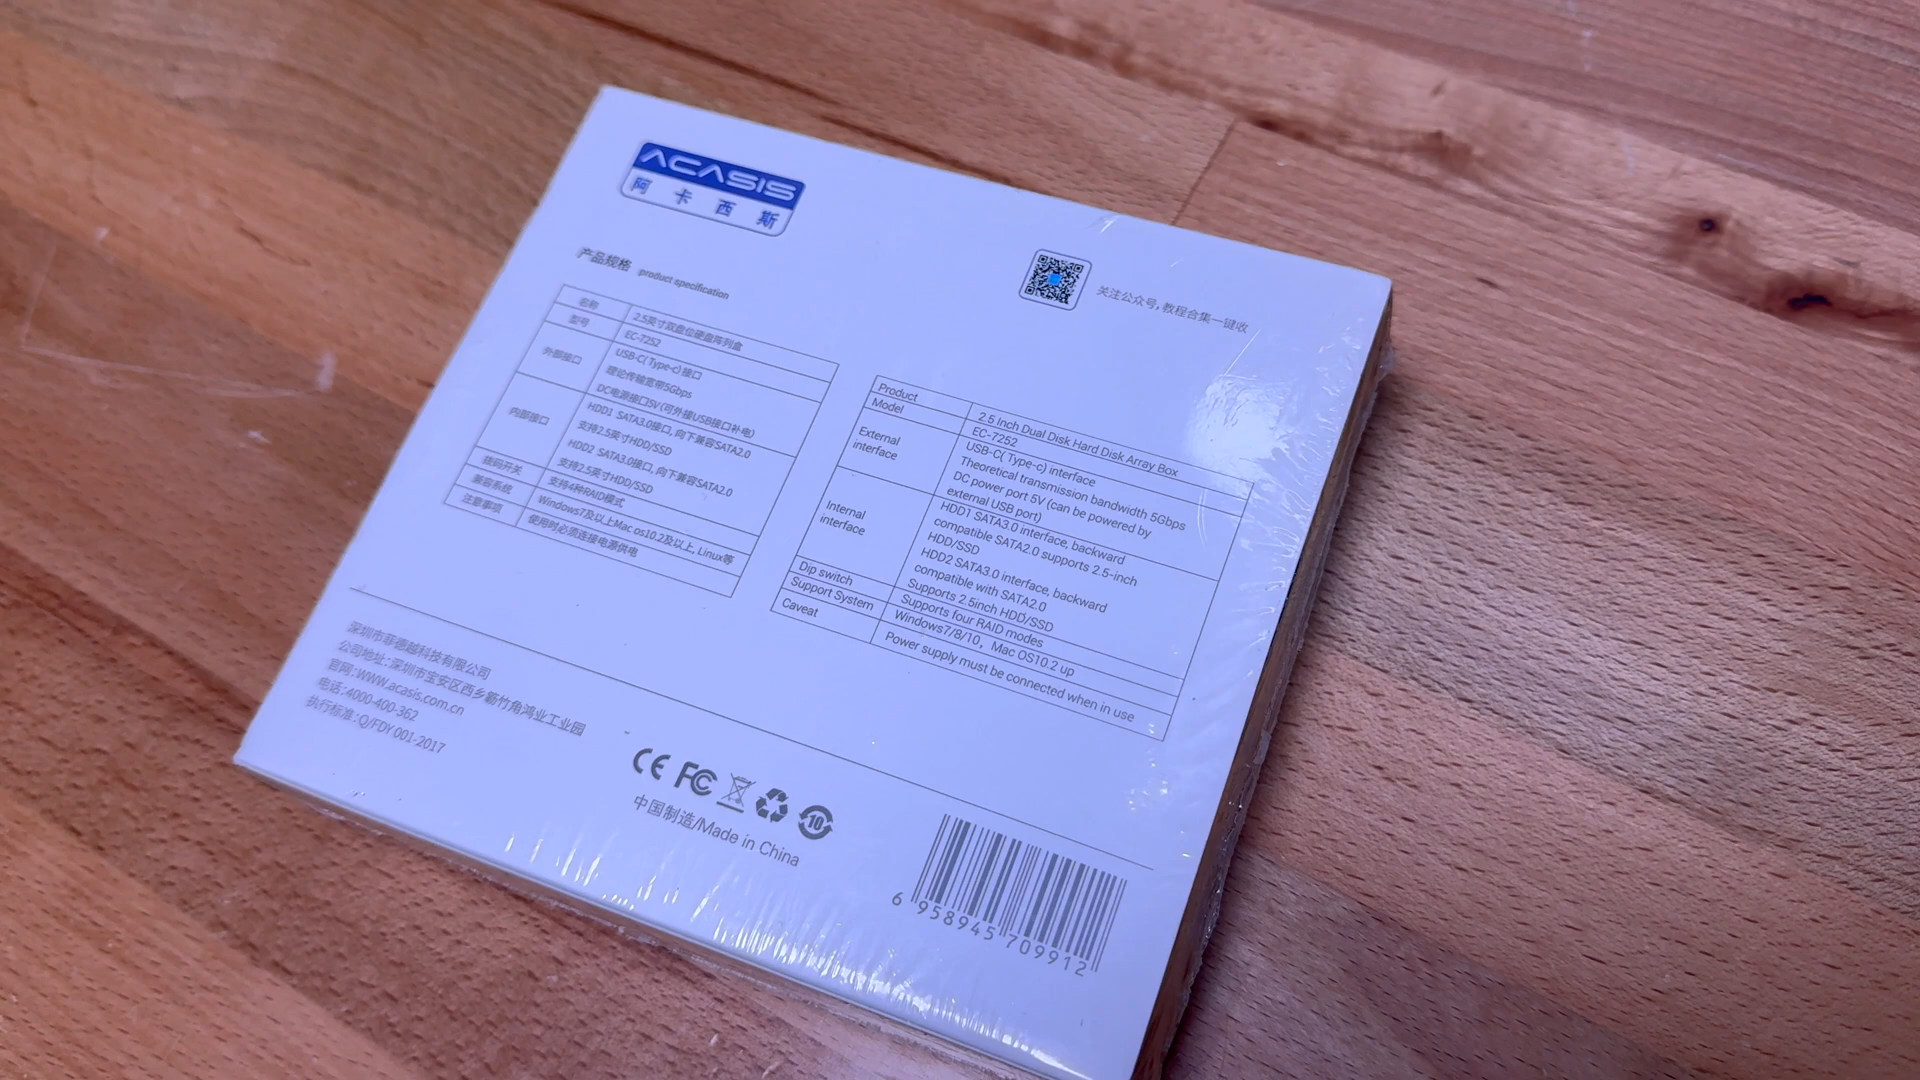 ACASIS
阿卡西斯
产品规格 product specification
关注公众号，教程合集一键收
名称 2.5英寸双盘位硬盘阵列盒
型号 EC-7252
外部接口 USB-C( Type-c)接口
理论传输宽带5Gbps
DC电源接口5V(可外接USB接口补电)
内部接口 HDD1 SATA3.0接口, 向下兼容SATA2.0
支持2.5英寸HDD/SSD
HDD2 SATA3.0接口, 向下兼容SATA2.0
支持2.5英寸HDD/SSD
拨码开关 支持4种RAID模式
兼容系统 Windows7及以上Mac os10.2及以上, Linux等
注意事项 使用时必须连接电源供电
Product 2.5 Inch Dual Disk Hard Disk Array Box
Model EC-7252
External interface USB-C( Type-c) interface
Theoretical transmission bandwidth 5Gbps
DC power port 5V (can be powered by
external USB port)
Internal interface HDD1 SATA3.0 interface, backward
compatible SATA2.0 supports 2.5-inch
HDD/SSD
HDD2 SATA3.0 interface, backward
compatible with SATA2.0
Supports 2.5inch HDD/SSD
Dip switch Supports four RAID modes
Support System Windows7/8/10，Mac OS10.2 up
Caveat Power supply must be connected when in use
深圳市菲德越科技有限公司
公司地址：深圳市宝安区西乡簕竹角鸿业工业园
官网：WWW.acasis.com.cn
电话：4000-400-362
执行标准：Q/FDY 001-2017
CE FC 10
中国制造/Made in China
6 958945 709912